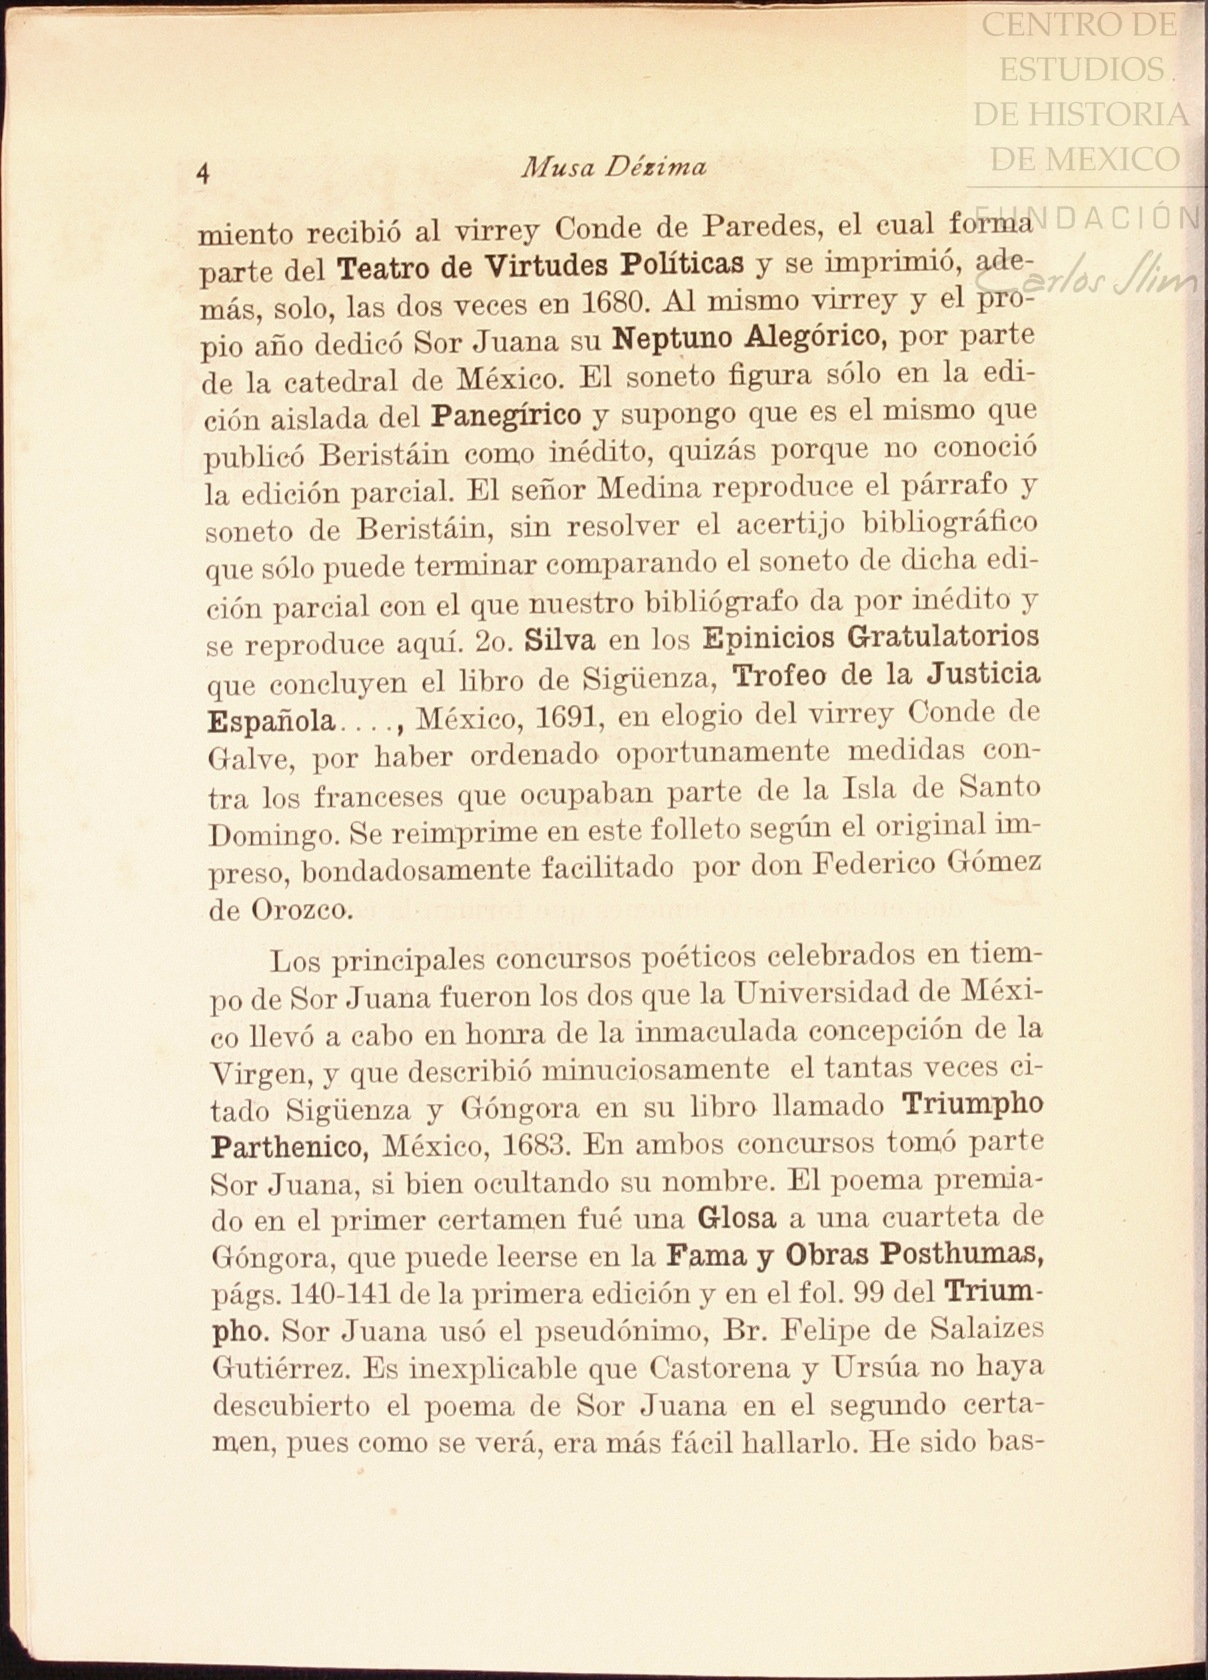 CENTRO DE
ESTUDIOS
DE HISTORIA
DE MEXICO
FUNDACIÓN
Carlos Slim
4 Musa Dézima
miento recibió al virrey Conde de Paredes, el cual forma
parte del Teatro de Virtudes Políticas y se imprimió, ade-
más, solo, las dos veces en 1680. Al mismo virrey y el pro-
pio año dedicó Sor Juana su Neptuno Alegórico, por parte
de la catedral de México. El soneto figura sólo en la edi-
ción aislada del Panegírico y supongo que es el mismo que
publicó Beristáin como inédito, quizás porque no conoció
la edición parcial. El señor Medina reproduce el párrafo y
soneto de Beristáin, sin resolver el acertijo bibliográfico
que sólo puede terminar comparando el soneto de dicha edi-
ción parcial con el que nuestro bibliógrafo da por inédito y
se reproduce aquí. 2o. Silva en los Epinicios Gratulatorios
que concluyen el libro de Sigüenza, Trofeo de la Justicia
Española...., México, 1691, en elogio del virrey Conde de
Galve, por haber ordenado oportunamente medidas con-
tra los franceses que ocupaban parte de la Isla de Santo
Domingo. Se reimprime en este folleto según el original im-
preso, bondadosamente facilitado por don Federico Gómez
de Orozco.
Los principales concursos poéticos celebrados en tiem-
po de Sor Juana fueron los dos que la Universidad de Méxi-
co llevó a cabo en honra de la inmaculada concepción de la
Virgen, y que describió minuciosamente el tantas veces ci-
tado Sigüenza y Góngora en su libro llamado Triumpho
Parthenico, México, 1683. En ambos concursos tomó parte
Sor Juana, si bien ocultando su nombre. El poema premia-
do en el primer certamen fué una Glosa a una cuarteta de
Góngora, que puede leerse en la Fama y Obras Posthumas,
págs. 140-141 de la primera edición y en el fol. 99 del Trium-
pho. Sor Juana usó el pseudónimo, Br. Felipe de Salaizes
Gutiérrez. Es inexplicable que Castorena y Ursúa no haya
descubierto el poema de Sor Juana en el segundo certa-
men, pues como se verá, era más fácil hallarlo. He sido bas-